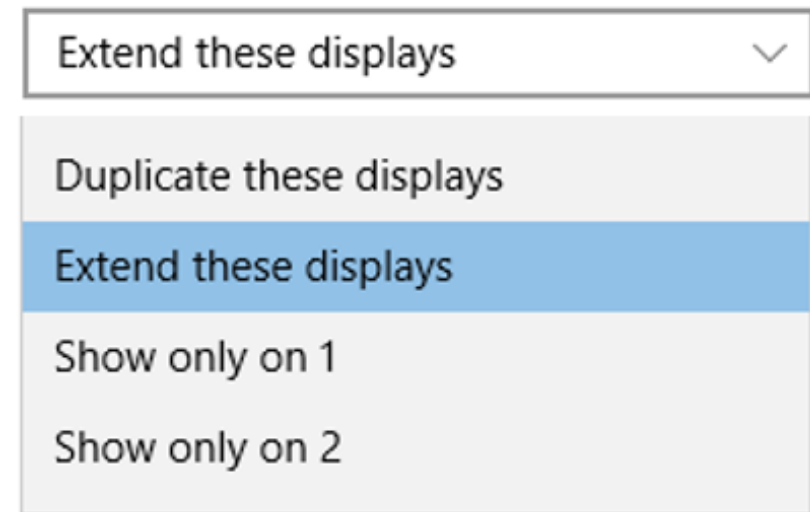 Extend these displays
Duplicate these displays
Extend these displays
Show only on 1
Show only on 2